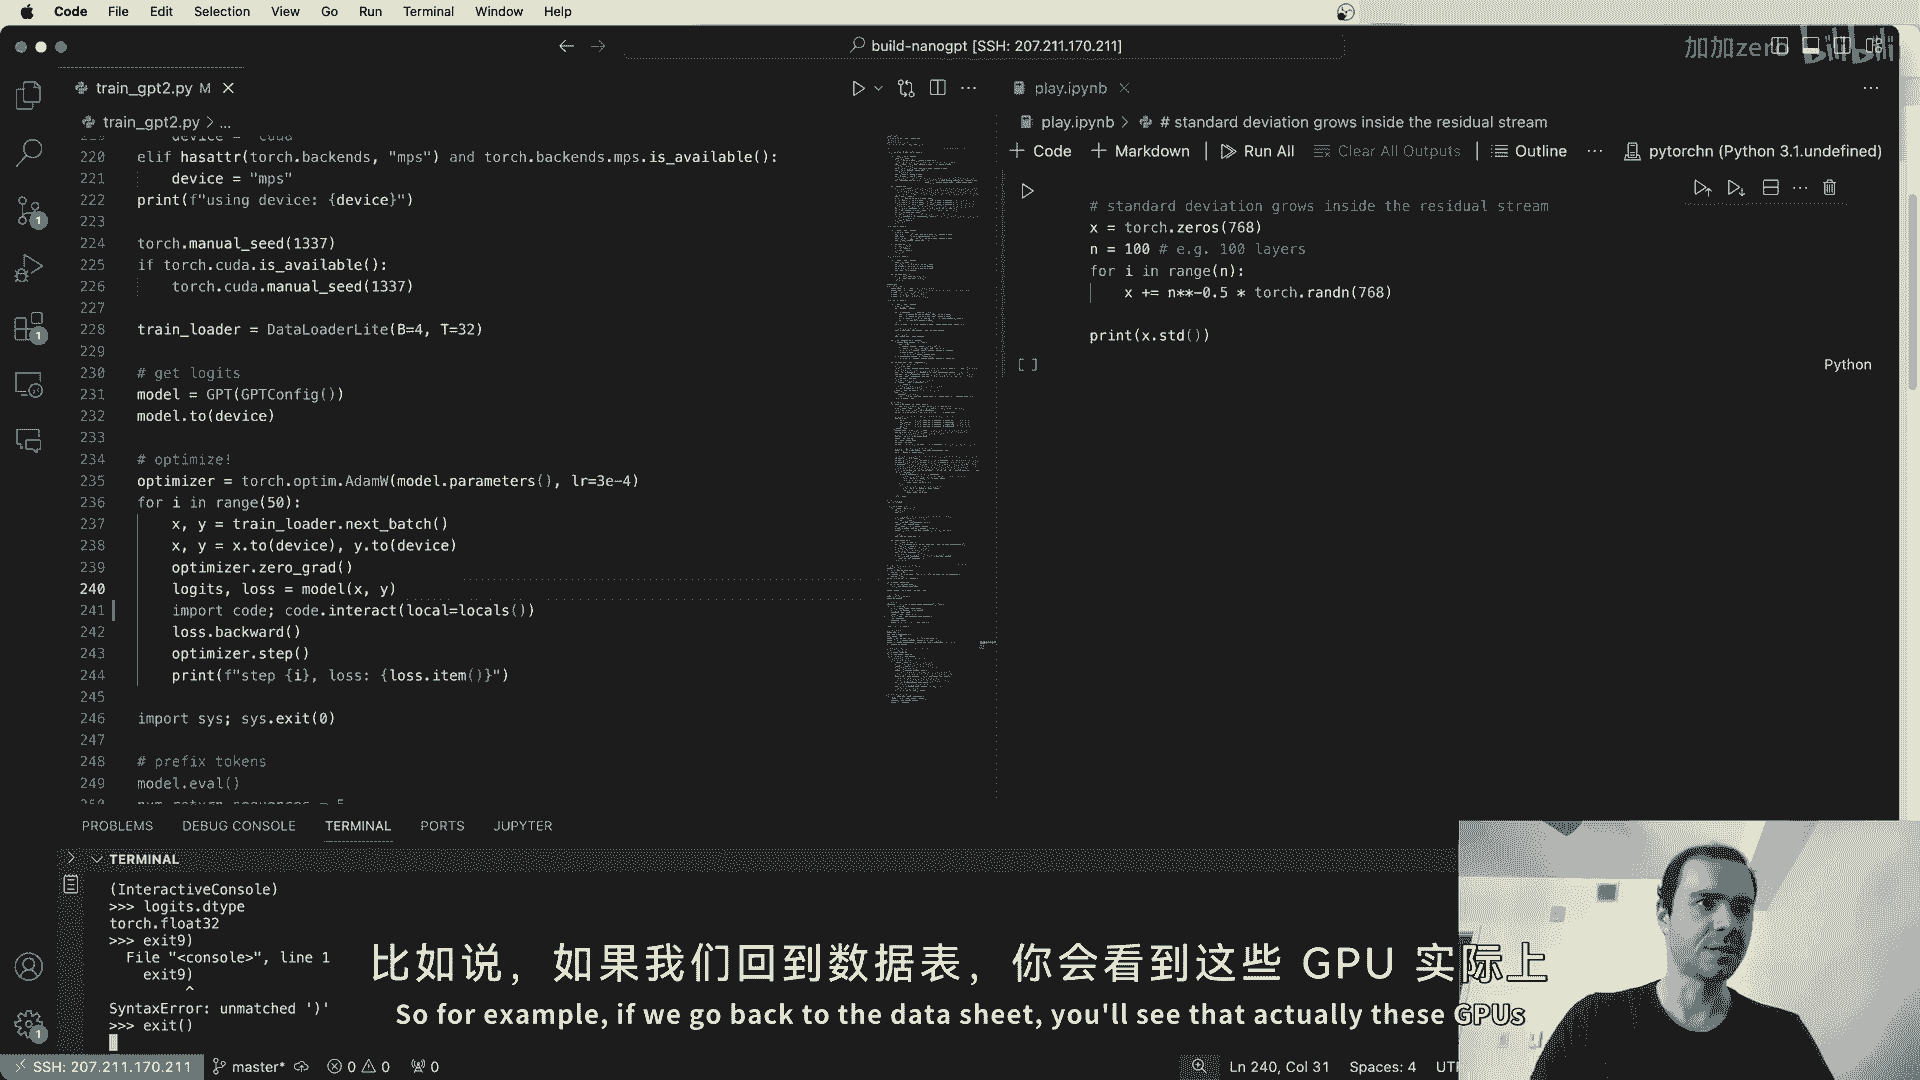 Code File Edit Selection View Go Run Terminal Window Help
build-nanogpt [SSH: 207.211.170.211]
加加zero bilibili
train_gpt2.py M
train_gpt2.py > ...
220 elif hasattr(torch.backends, "mps") and torch.backends.mps.is_available():
221 device = "mps"
222 print(f"using device: {device}")
223
224 torch.manual_seed(1337)
225 if torch.cuda.is_available():
226 torch.cuda.manual_seed(1337)
227
228 train_loader = DataLoaderLite(B=4, T=32)
229
230 # get logits
231 model = GPT(GPTConfig())
232 model.to(device)
233
234 # optimize!
235 optimizer = torch.optim.AdamW(model.parameters(), lr=3e-4)
236 for i in range(50):
237 x, y = train_loader.next_batch()
238 x, y = x.to(device), y.to(device)
239 optimizer.zero_grad()
240 logits, loss = model(x, y)
241 import code; code.interact(local=locals())
242 loss.backward()
243 optimizer.step()
244 print(f"step {i}, loss: {loss.item()}")
245
246 import sys; sys.exit(0)
247
248 # prefix tokens
249 model.eval()
play.ipynb
play.ipynb > # standard deviation grows inside the residual stream
+ Code + Markdown | Run All Clear All Outputs | Outline ... pytorchn (Python 3.1.undefined)
# standard deviation grows inside the residual stream
x = torch.zeros(768)
n = 100 # e.g. 100 layers
for i in range(n):
x += n**-0.5 * torch.randn(768)
print(x.std())
[ ]
Python
PROBLEMS DEBUG CONSOLE TERMINAL PORTS JUPYTER
TERMINAL
(InteractiveConsole)
>>> logits.dtype
torch.float32
>>> exit9)
File "<console>", line 1
exit9)
^
SyntaxError: unmatched ')'
>>> exit()
比如说，如果我们回到数据表，你会看到这些 GPU 实际上
So for example, if we go back to the data sheet, you'll see that actually these GPUs
SSH: 207.211.170.211 master* 0 0 0 Ln 240, Col 31 Spaces: 4